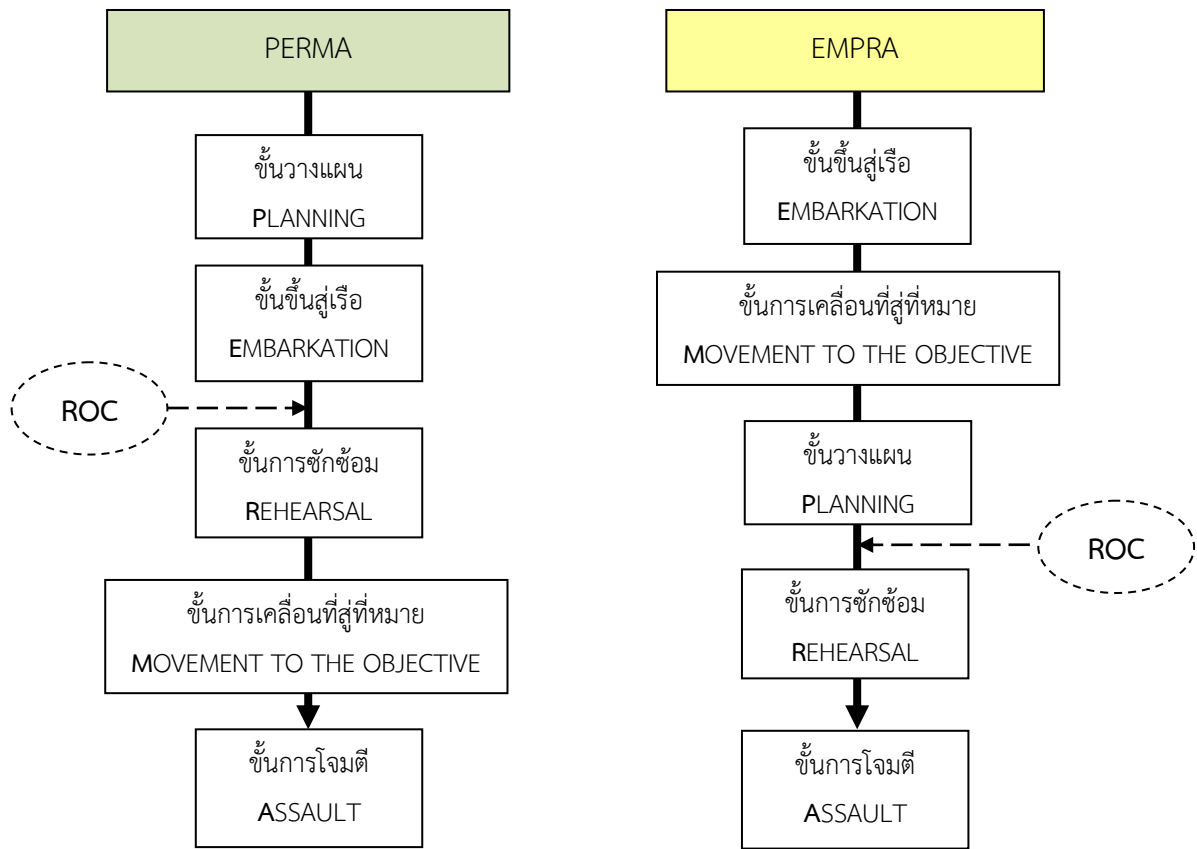 PERMA
ขั้นวางแผน
PLANNING
ขั้นขึ้นสู่เรือ
EMBARKATION
ROC
ขั้นการซักซ้อม
REHEARSAL
ขั้นการเคลื่อนที่สู่ที่หมาย
MOVEMENT TO THE OBJECTIVE
ขั้นการโจมตี
ASSAULT
EMPRA
ขั้นขึ้นสู่เรือ
EMBARKATION
ขั้นการเคลื่อนที่สู่ที่หมาย
MOVEMENT TO THE OBJECTIVE
ขั้นวางแผน
PLANNING
ROC
ขั้นการซักซ้อม
REHEARSAL
ขั้นการโจมตี
ASSAULT